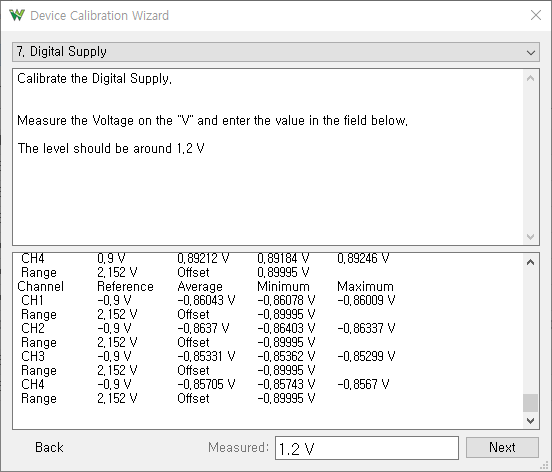 Device Calibration Wizard
7. Digital Supply
Calibrate the Digital Supply.
Measure the Voltage on the "V" and enter the value in the field below.
The level should be around 1.2 V
CH4 0.9 V 0.89212 V 0.89184 V 0.89246 V
Range 2.152 V Offset 0.89995 V
Channel Reference Average Minimum Maximum
CH1 -0.9 V -0.86043 V -0.86078 V -0.86009 V
Range 2.152 V Offset -0.89995 V
CH2 -0.9 V -0.8637 V -0.86403 V -0.86337 V
Range 2.152 V Offset -0.89995 V
CH3 -0.9 V -0.85331 V -0.85362 V -0.85299 V
Range 2.152 V Offset -0.89995 V
CH4 -0.9 V -0.85705 V -0.85743 V -0.8567 V
Range 2.152 V Offset -0.89995 V
Back Measured: 1.2 V Next